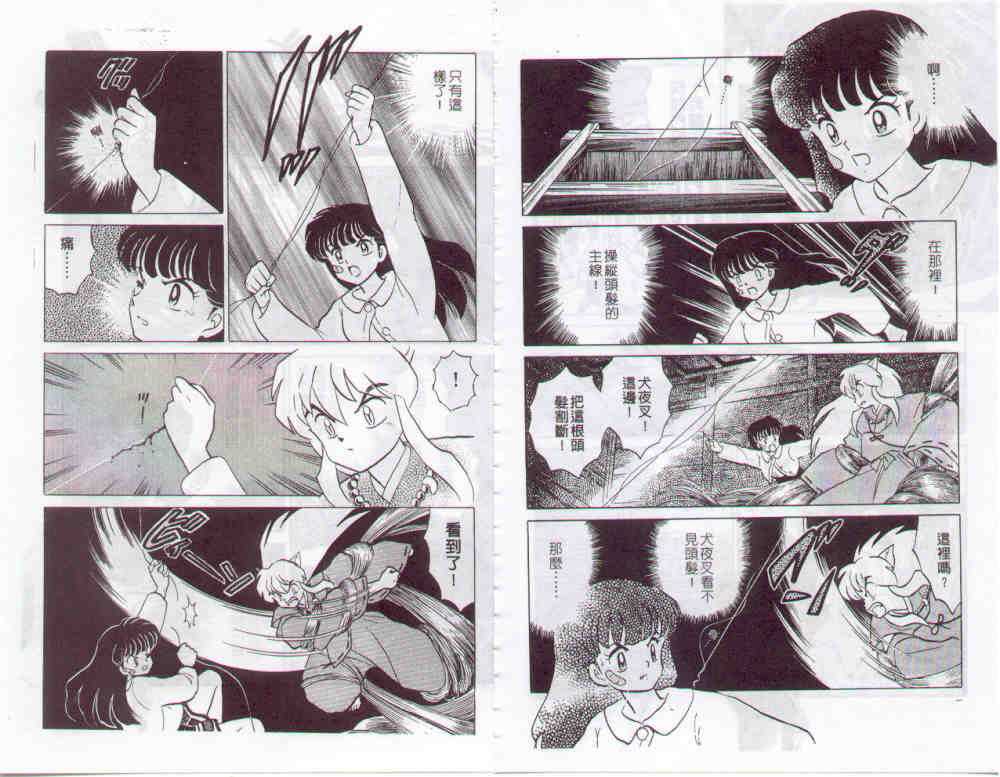 啊……
在那裡！
操縱頭髮的
主線！
犬夜叉！
這邊！
把這根頭
髮割斷！
這裡嗎？
犬夜叉看不
見頭髮！
那麼……
只有這
樣了！
痛……
！
看到了！